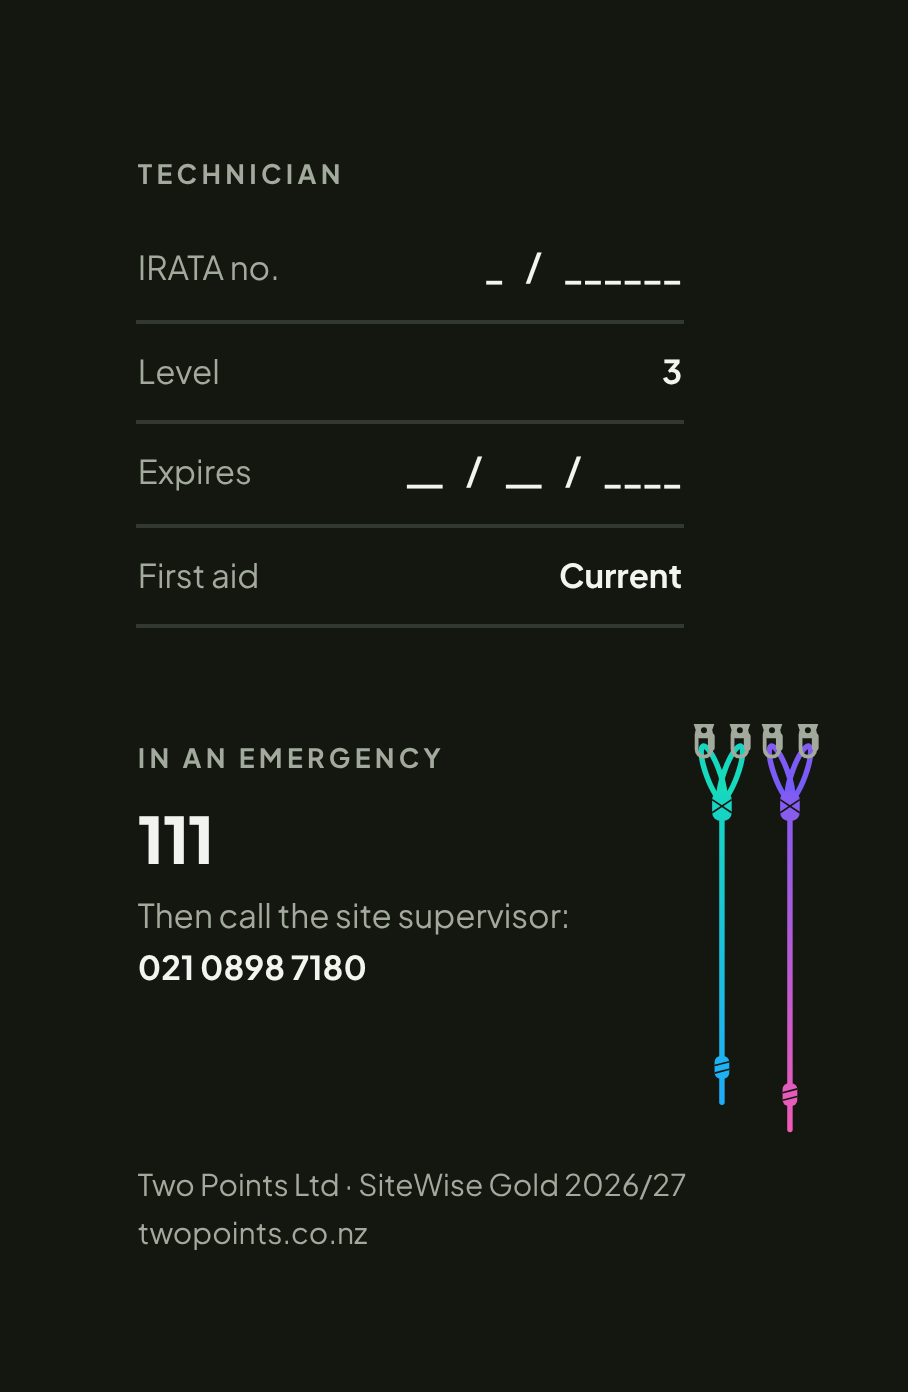 TECHNICIAN
IRATA no. _ / ______
Level 3
Expires __ / __ / ____
First aid Current
IN AN EMERGENCY
111
Then call the site supervisor:
021 0898 7180
Two Points Ltd · SiteWise Gold 2026/27
twopoints.co.nz